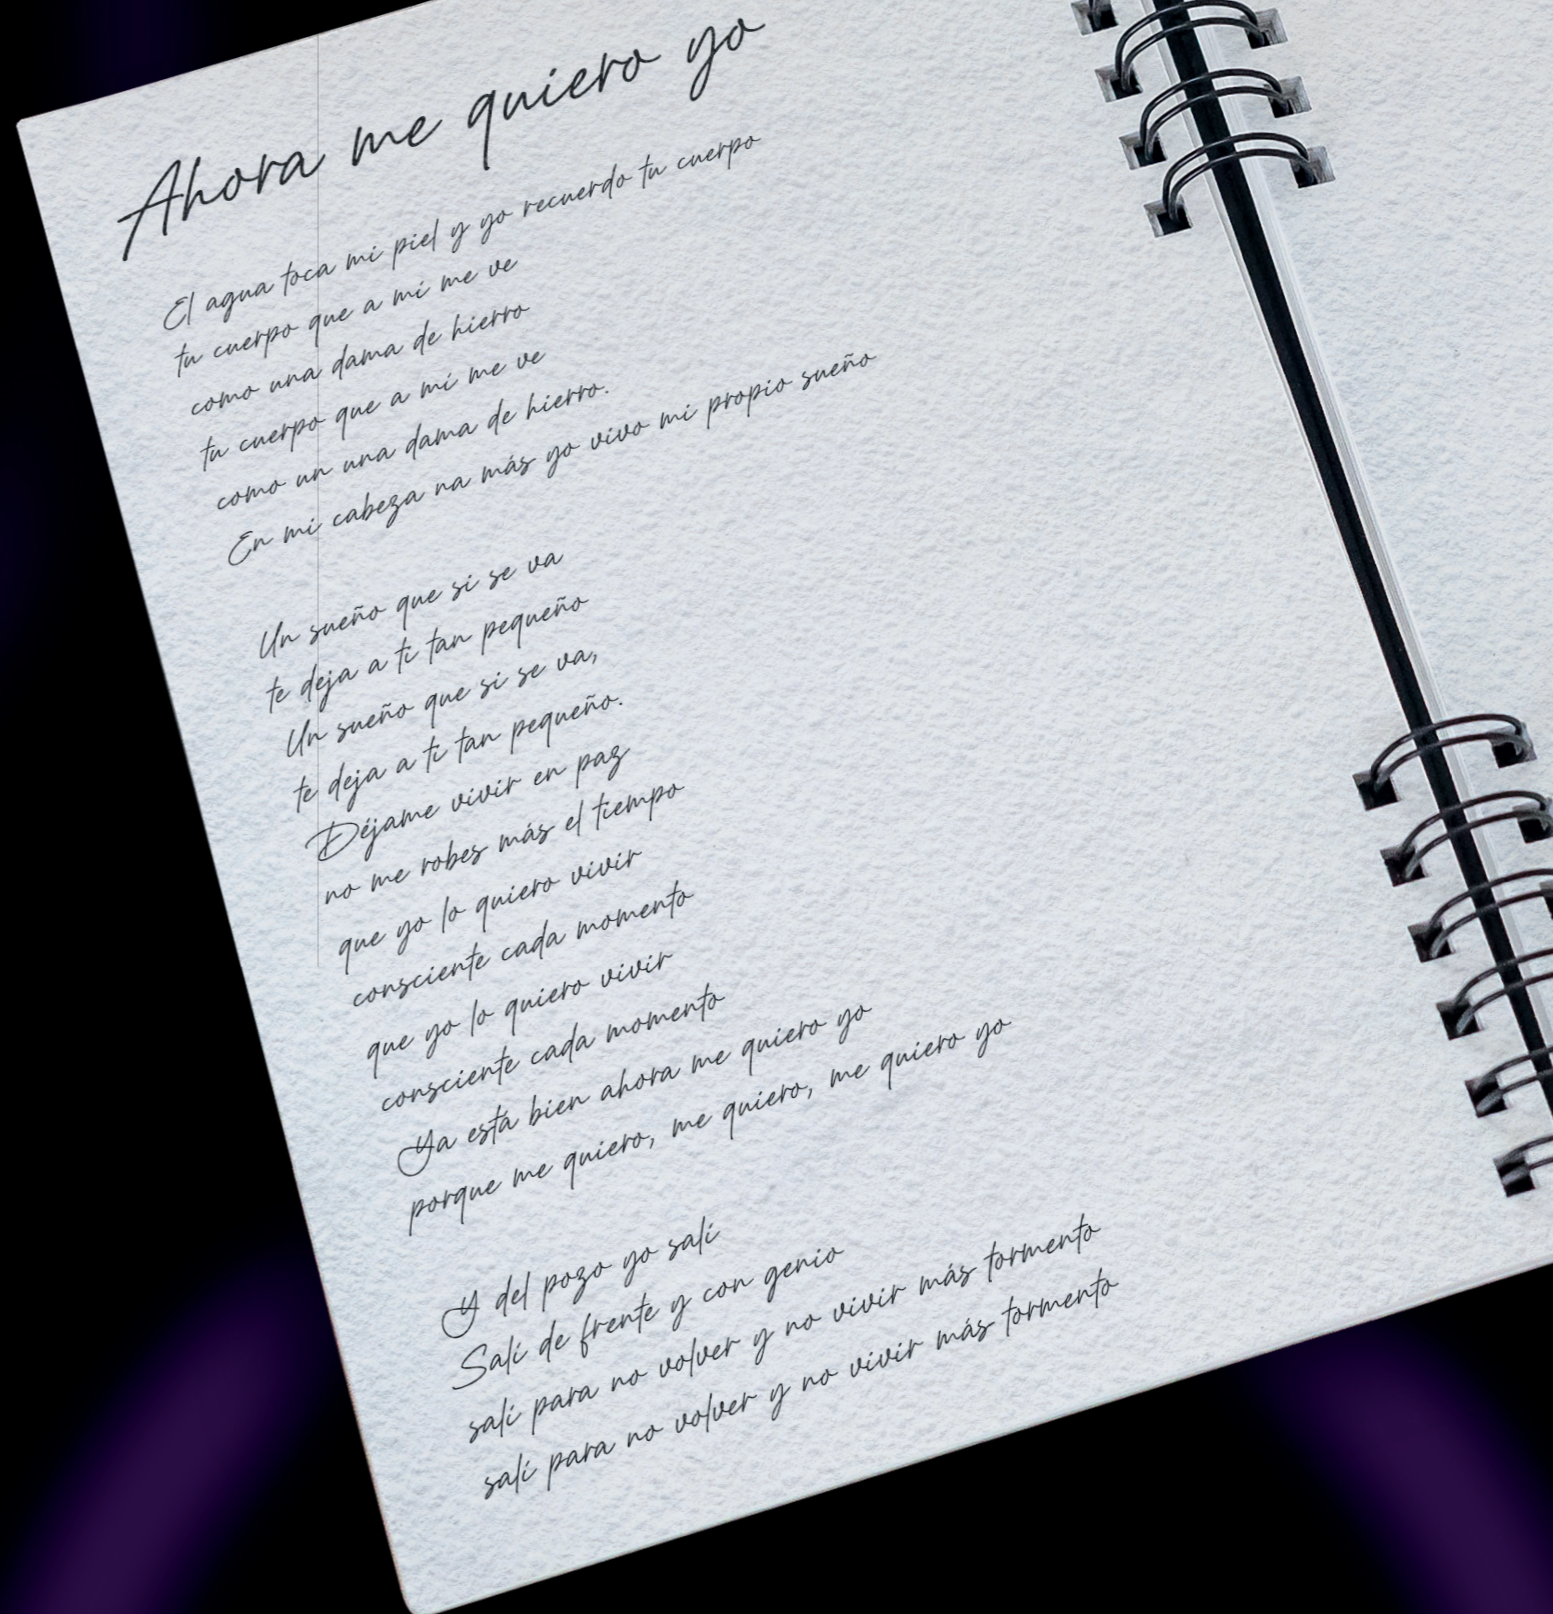 Ahora me quiero yo
El agua toca mi piel y yo recuerdo tu cuerpo
tu cuerpo que a mí me ve
como una dama de hierro
tu cuerpo que a mí me ve
como un una dama de hierro.
En mi cabeza na más yo vivo mi propio sueño
Un sueño que si se va
te deja a ti tan pequeño
Un sueño que si se va,
te deja a ti tan pequeño.
Déjame vivir en paz
no me robes más el tiempo
que yo lo quiero vivir
consciente cada momento
que yo lo quiero vivir
consciente cada momento
Ya está bien ahora me quiero yo
porque me quiero, me quiero, me quiero yo
Y del pozo yo salí
Salí de frente y con genio
salí para no volver y no vivir más tormento
salí para no volver y no vivir más tormento